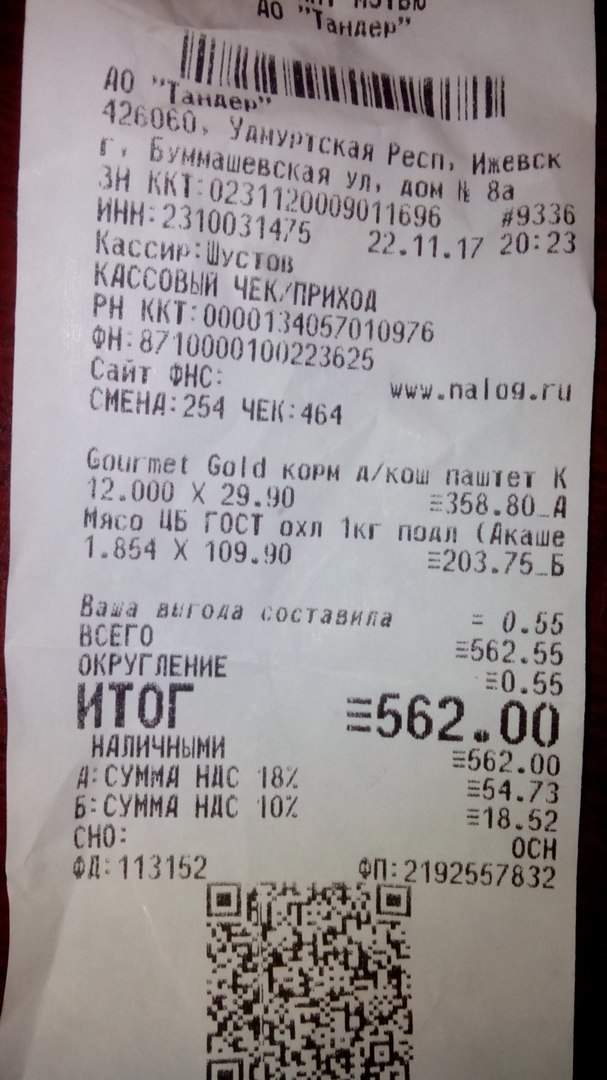 АО "Тандер"
АО "Тандер"
426060, Удмуртская Респ, Ижевск
г, Буммашевская ул, дом № 8а
ЗН ККТ:0231120009011696 #9336
ИНН:2310031475 22.11.17 20:23
Кассир:Шустов
КАССОВЫЙ ЧЕК/ПРИХОД
РН ККТ:0000134057010976
ФН:8710000100223625
Сайт ФНС: www.nalog.ru
СМЕНА:254 ЧЕК:464
Gourmet Gold корм д/кош паштет К
12.000 X 29.90 ≡358.80_А
Мясо ЦБ ГОСТ охл 1кг подл (Акаше
1.854 X 109.90 ≡203.75_Б
Ваша выгода составила = 0.55
ВСЕГО ≡562.55
ОКРУГЛЕНИЕ ≡0.55
ИТОГ ≡562.00
НАЛИЧНЫМИ ≡562.00
А:СУММА НДС 18% ≡54.73
Б:СУММА НДС 10% ≡18.52
СНО: ОСН
ФД:113152 ФП:2192557832